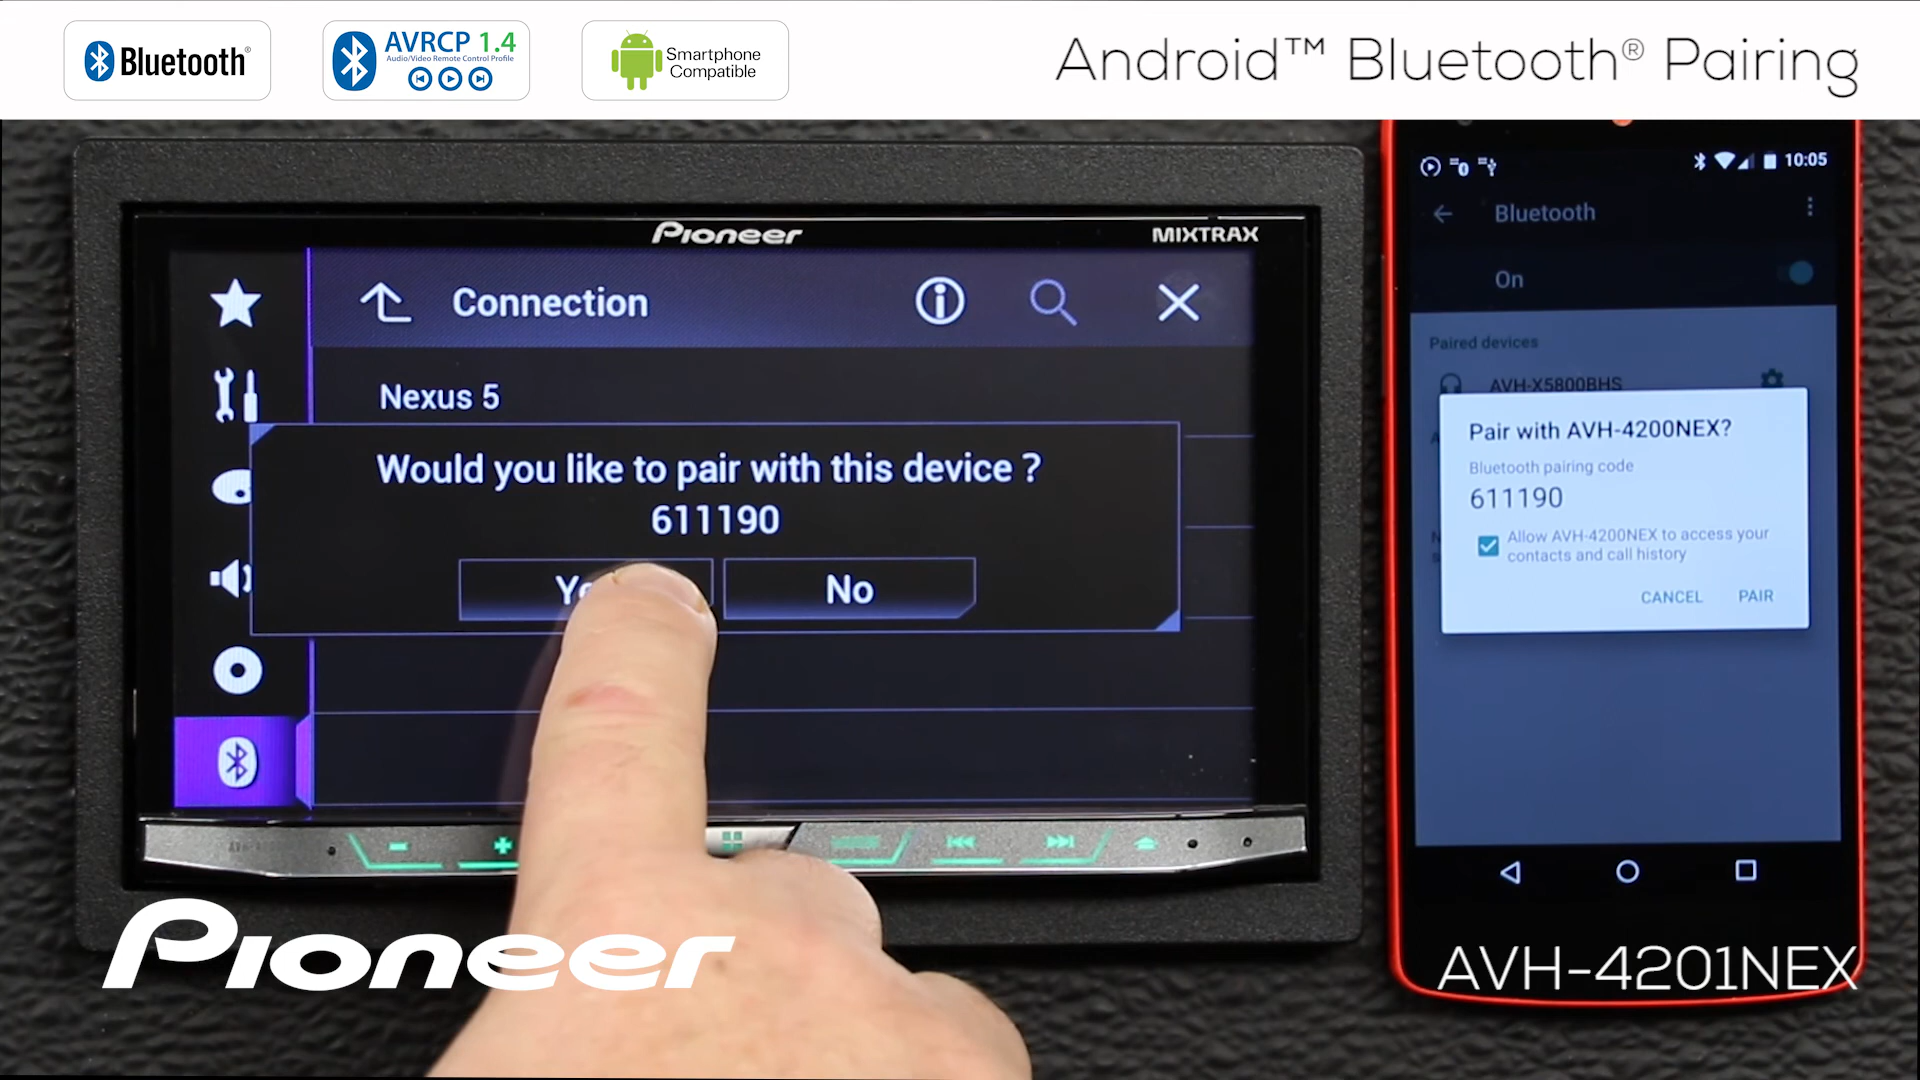 Bluetooth®
AVRCP 1.4
Audio/Video Remote Control Profile
Smartphone
Compatible
Android™ Bluetooth® Pairing
Pioneer
MIXTRAX
Connection
Nexus 5
Would you like to pair with this device ?
611190
No
10:05
Bluetooth
On
Paired devices
AVH-X5800BHS
Pair with AVH-4200NEX?
Bluetooth pairing code
611190
Allow AVH-4200NEX to access your
contacts and call history
CANCEL PAIR
Pioneer
AVH-4201NEX